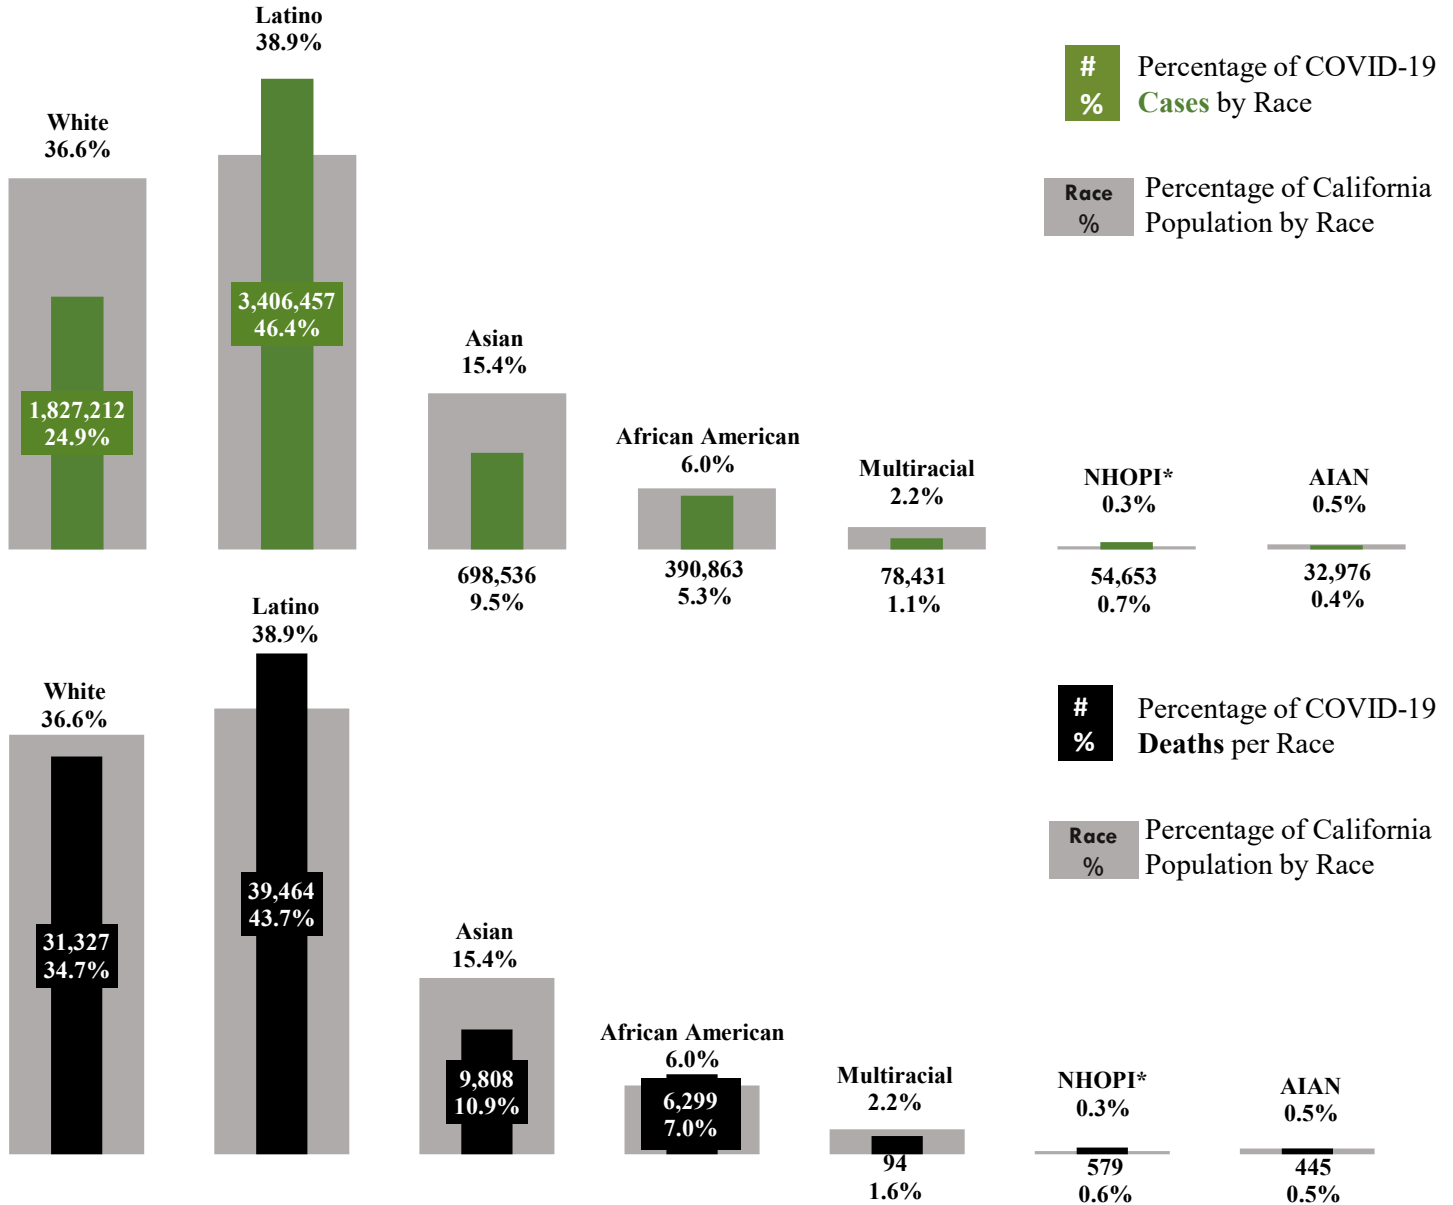 Latino
38.9%
White
36.6%
3,406,457
46.4%
1,827,212
24.9%
Asian
15.4%
698,536
9.5%
African American
6.0%
390,863
5.3%
Multiracial
2.2%
78,431
1.1%
NHOPI*
0.3%
54,653
0.7%
AIAN
0.5%
32,976
0.4%
#
%
Percentage of COVID-19
Cases by Race
Race
%
Percentage of California
Population by Race
Latino
38.9%
White
36.6%
39,464
43.7%
31,327
34.7%
Asian
15.4%
9,808
10.9%
African American
6.0%
6,299
7.0%
Multiracial
2.2%
94
1.6%
NHOPI*
0.3%
579
0.6%
AIAN
0.5%
445
0.5%
#
%
Percentage of COVID-19
Deaths per Race
Race
%
Percentage of California
Population by Race